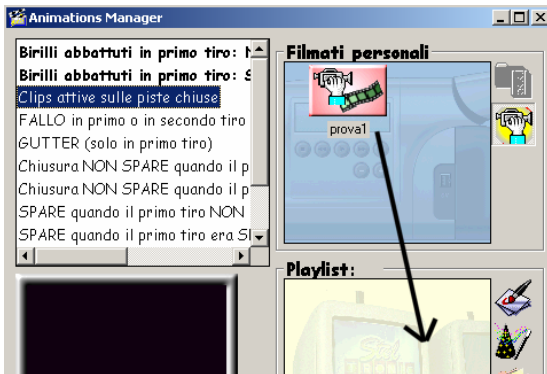 Animations Manager
Birilli abbattuti in primo tiro:
Birilli abbattuti in primo tiro:
Clips attive sulle piste chiuse
FALLO in primo o in secondo tiro
GUTTER (solo in primo tiro)
Chiusura NON SPARE quando il p
Chiusura NON SPARE quando il p
SPARE quando il primo tiro NON
SPARE quando il primo tiro era
Filmati personali
prova1
Playlist: